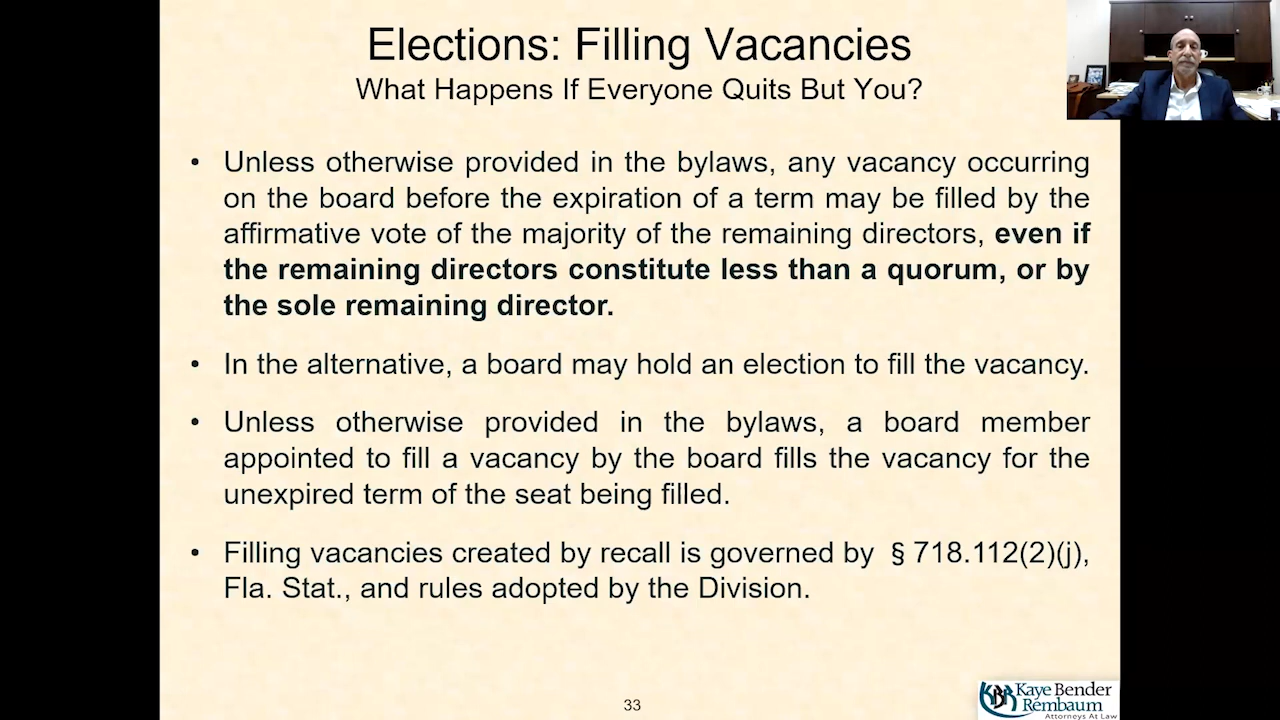 Elections: Filling Vacancies
What Happens If Everyone Quits But You?
• Unless otherwise provided in the bylaws, any vacancy occurring
on the board before the expiration of a term may be filled by the
affirmative vote of the majority of the remaining directors, even if
the remaining directors constitute less than a quorum, or by
the sole remaining director.
• In the alternative, a board may hold an election to fill the vacancy.
• Unless otherwise provided in the bylaws, a board member
appointed to fill a vacancy by the board fills the vacancy for the
unexpired term of the seat being filled.
• Filling vacancies created by recall is governed by § 718.112(2)(j),
Fla. Stat., and rules adopted by the Division.
33
KBR Kaye Bender
Rembaum
Attorneys At Law